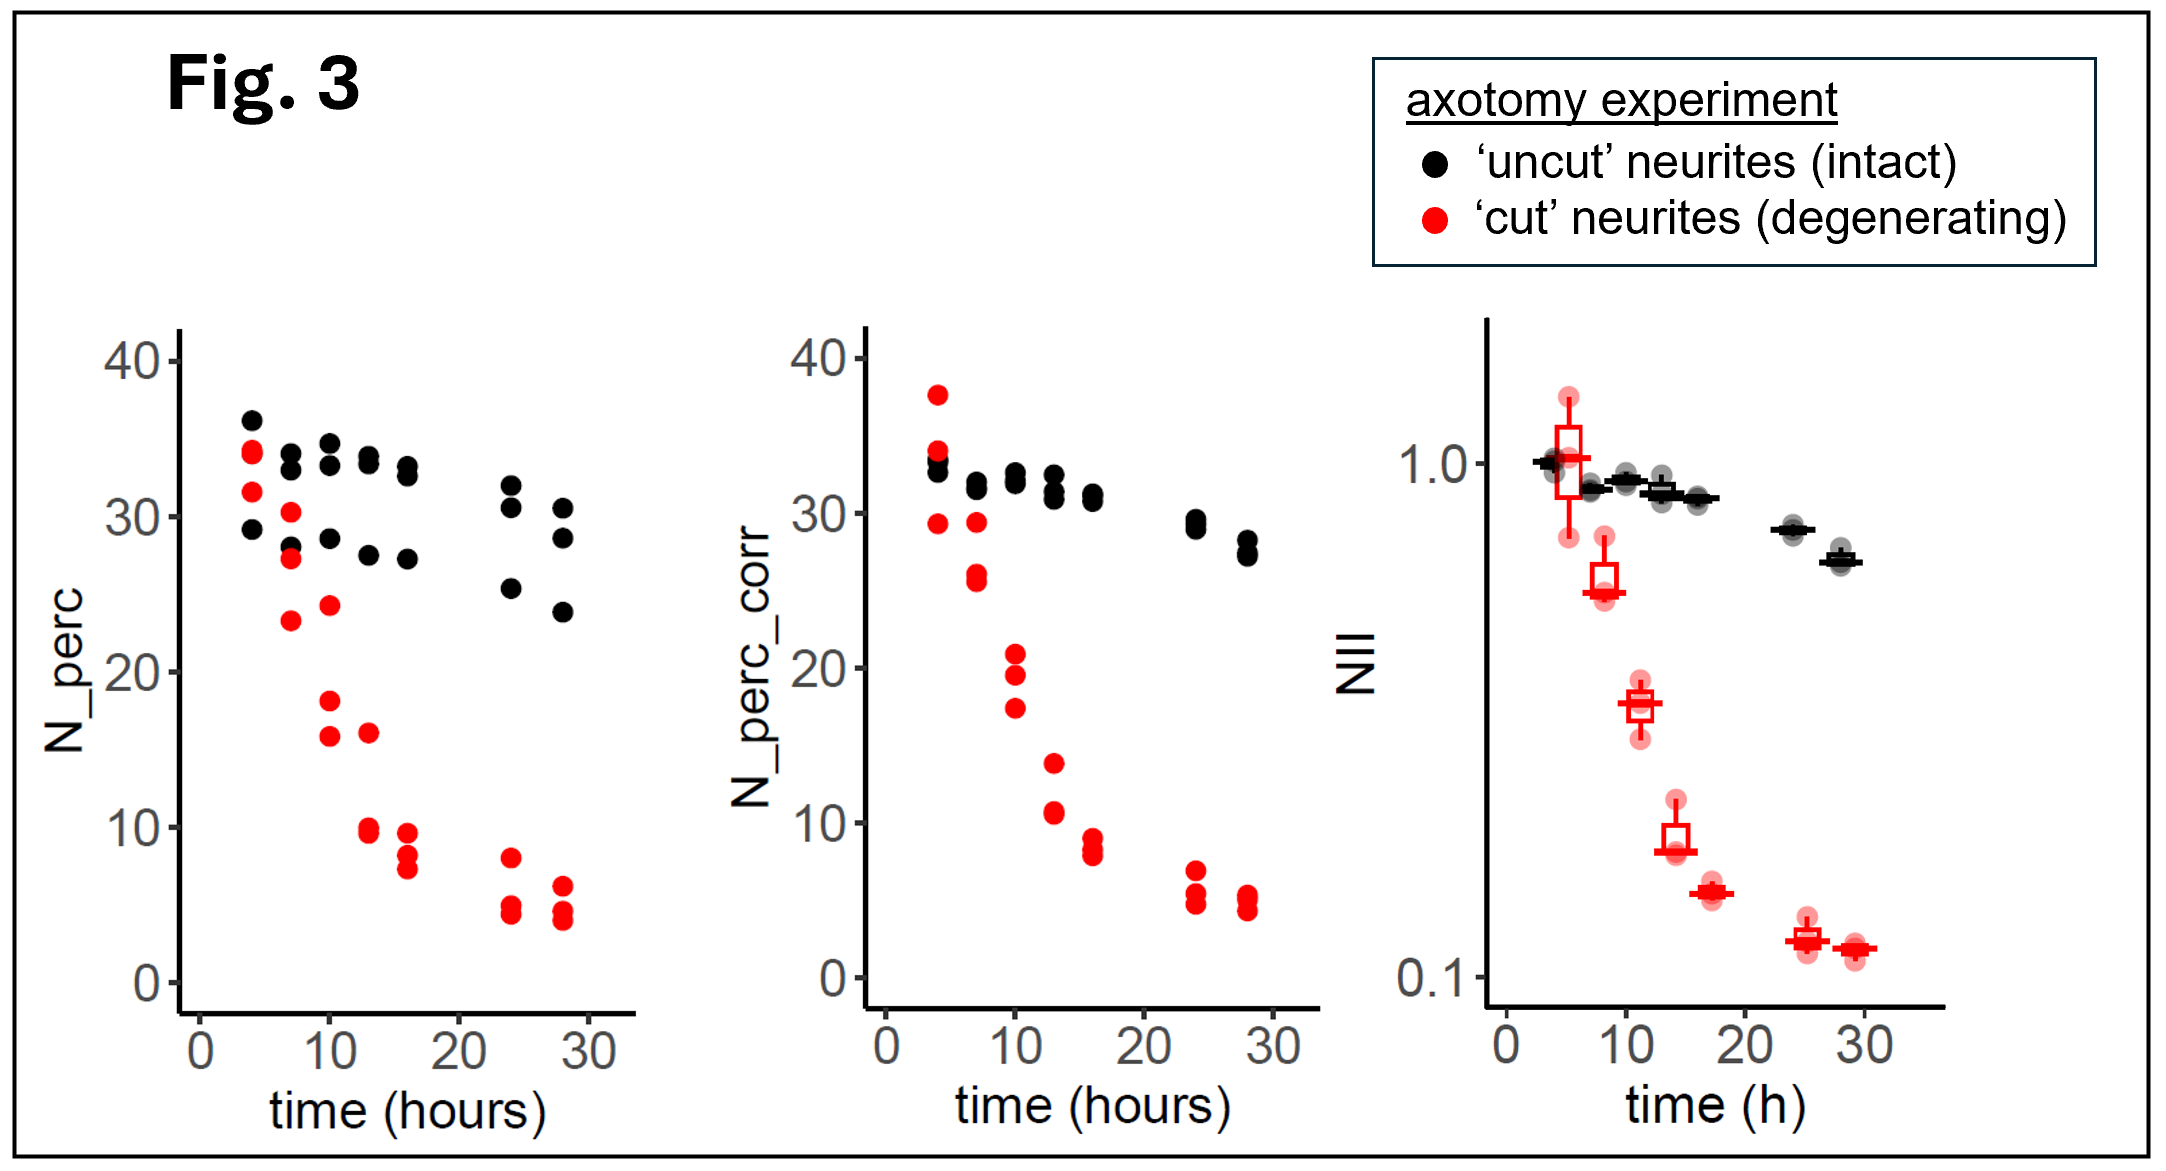 Fig. 3
axotomy experiment
‘uncut’ neurites (intact)
‘cut’ neurites (degenerating)
N_perc
40
30
20
10
0
0 10 20 30
time (hours)
N_perc_corr
40
30
20
10
0
0 10 20 30
time (hours)
NII
1.0
0.1
0 10 20 30
time (h)